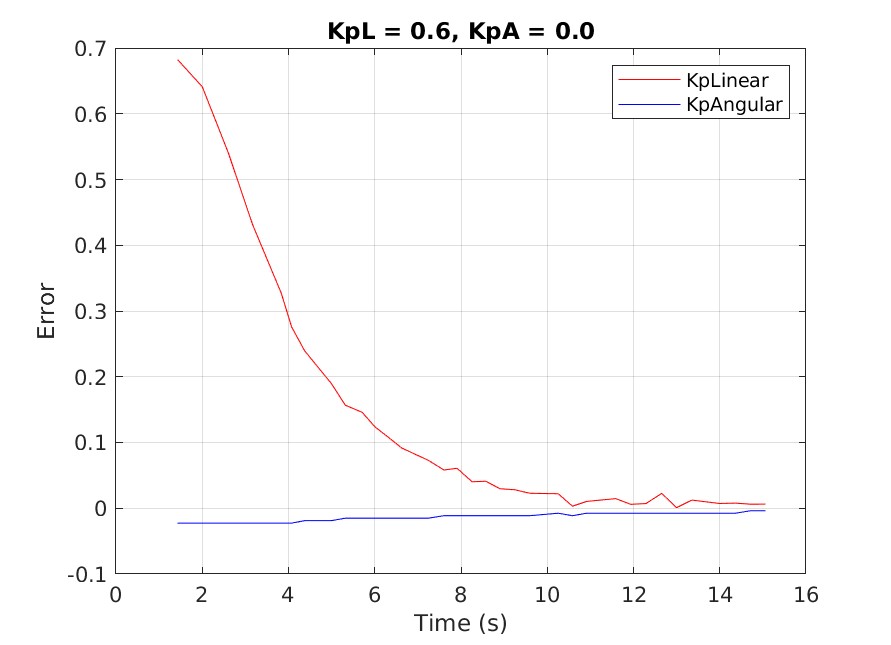 KpL = 0.6, KpA = 0.0
0.7
0.6
0.5
0.4
0.3
0.2
0.1
0
-0.1
Error
KpLinear
KpAngular
0 2 4 6 8 10 12 14 16
Time (s)